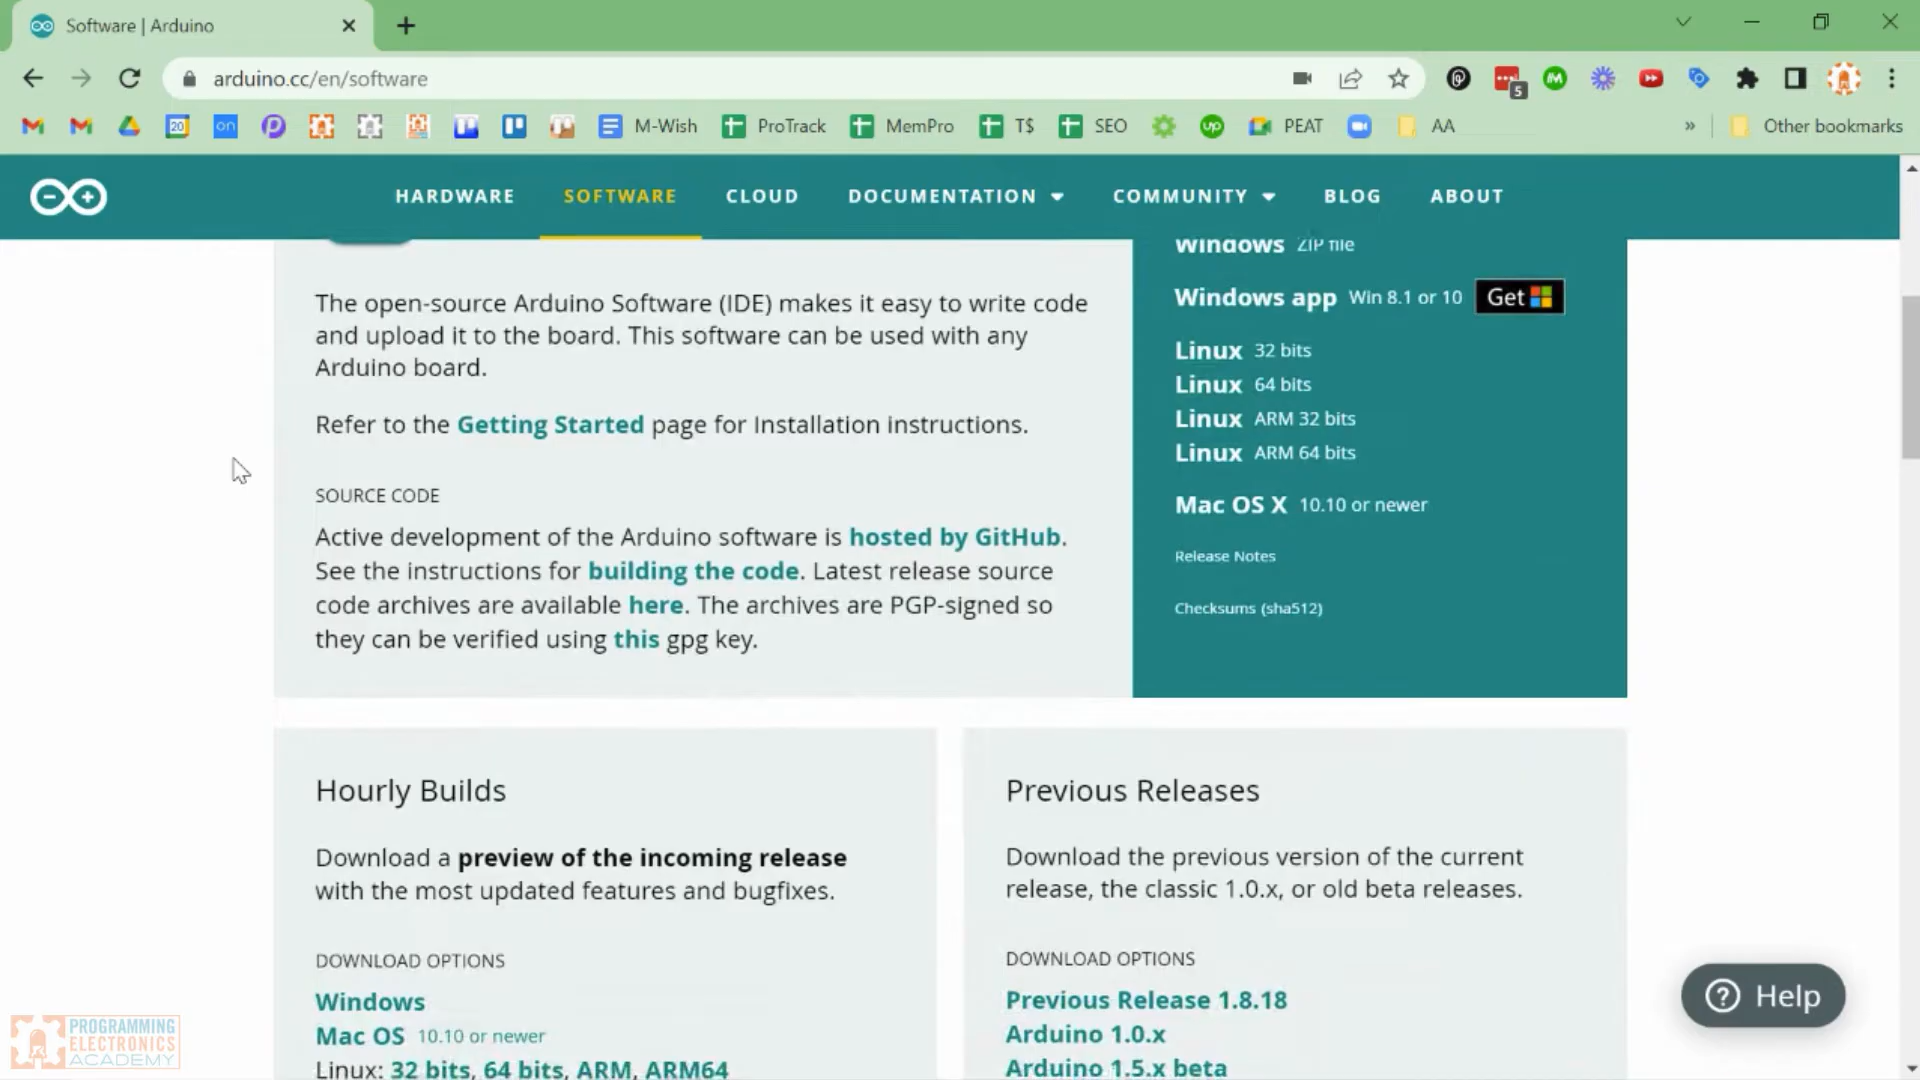 Software | Arduino
arduino.cc/en/software
5
20
on
M-Wish
ProTrack
MemPro
T$
SEO
up
PEAT
AA
»
Other bookmarks
HARDWARE
SOFTWARE
CLOUD
DOCUMENTATION
COMMUNITY
BLOG
ABOUT
The open-source Arduino Software (IDE) makes it easy to write code
and upload it to the board. This software can be used with any
Arduino board.
Refer to the Getting Started page for Installation instructions.
SOURCE CODE
Active development of the Arduino software is hosted by GitHub.
See the instructions for building the code. Latest release source
code archives are available here. The archives are PGP-signed so
they can be verified using this gpg key.
Windows ZIP file
Windows app Win 8.1 or 10 Get
Linux 32 bits
Linux 64 bits
Linux ARM 32 bits
Linux ARM 64 bits
Mac OS X 10.10 or newer
Release Notes
Checksums (sha512)
Hourly Builds
Download a preview of the incoming release
with the most updated features and bugfixes.
DOWNLOAD OPTIONS
Windows
Mac OS 10.10 or newer
Linux: 32 bits, 64 bits, ARM, ARM64
Previous Releases
Download the previous version of the current
release, the classic 1.0.x, or old beta releases.
DOWNLOAD OPTIONS
Previous Release 1.8.18
Arduino 1.0.x
Arduino 1.5.x beta
? Help
PROGRAMMING
ELECTRONICS
ACADEMY